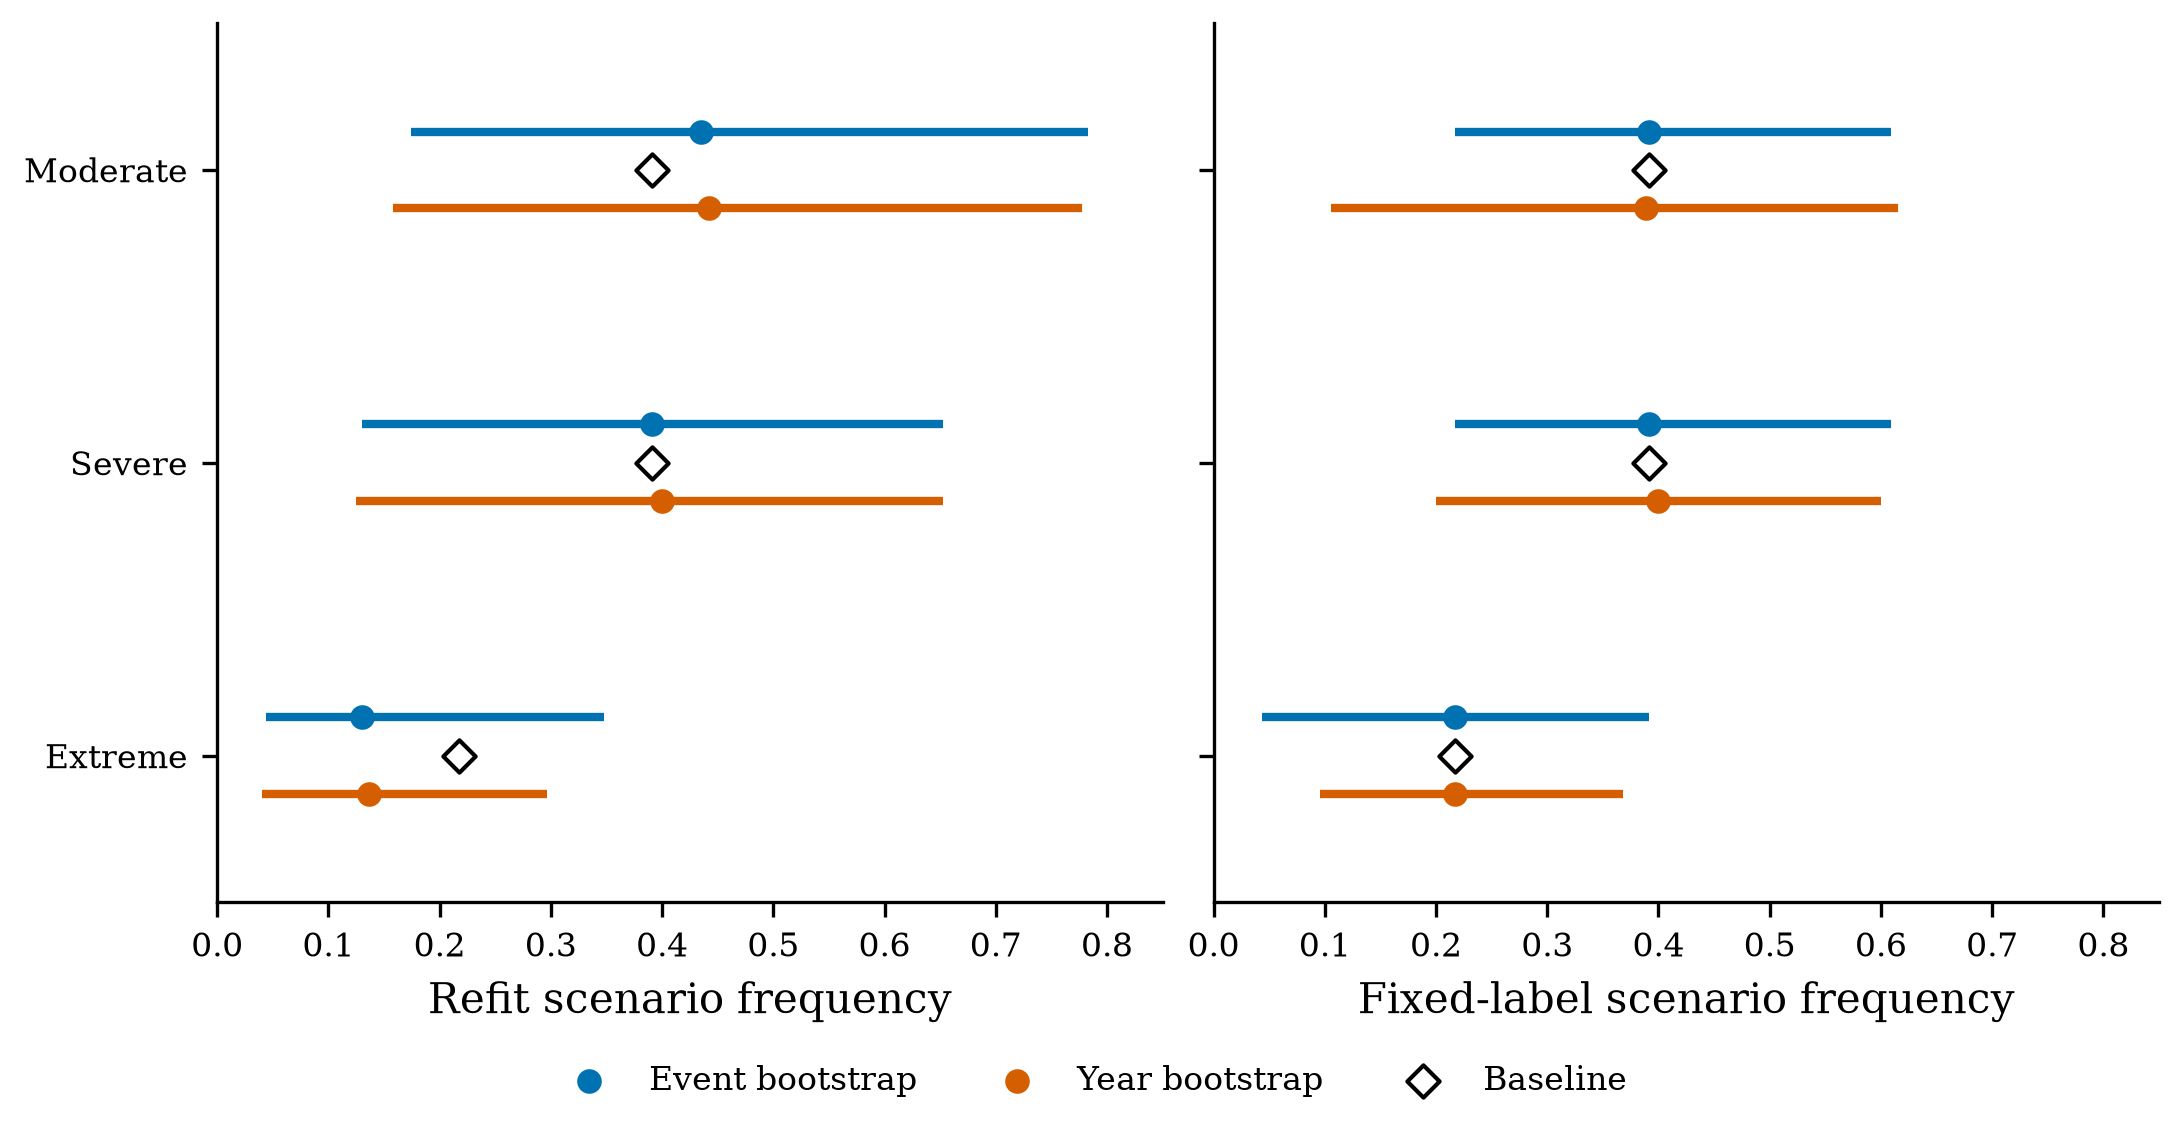 Moderate
Severe
Extreme
0.0 0.1 0.2 0.3 0.4 0.5 0.6 0.7 0.8
Refit scenario frequency
0.0 0.1 0.2 0.3 0.4 0.5 0.6 0.7 0.8
Fixed-label scenario frequency
Event bootstrap Year bootstrap Baseline